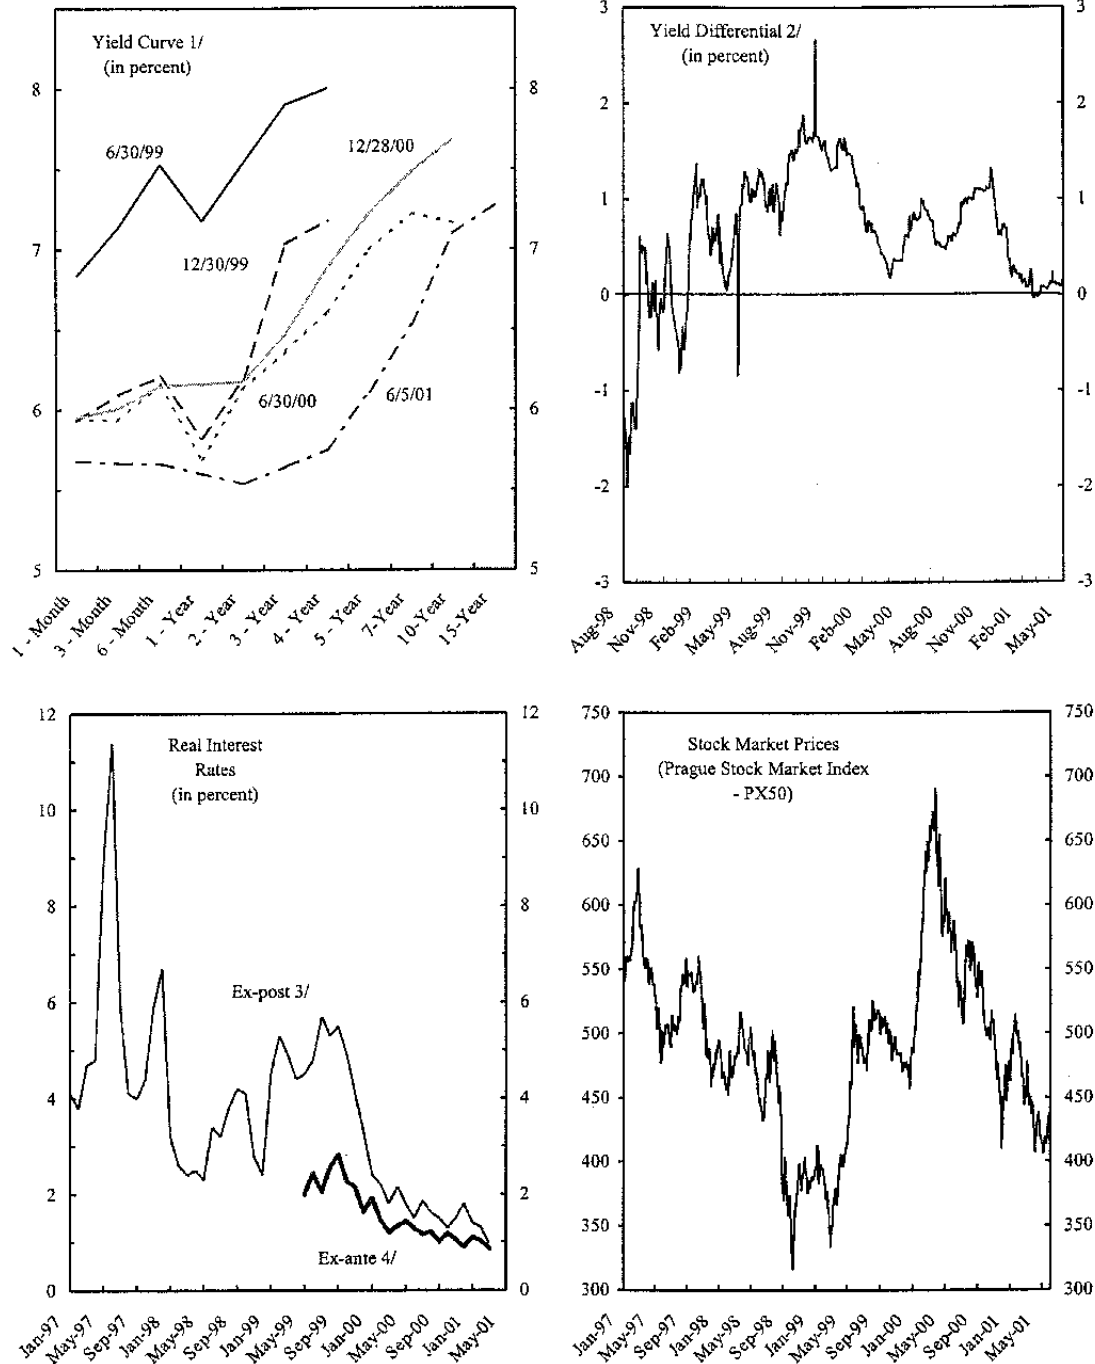 Yield Curve 1/
(in percent)
8
7
6
5
8
7
6
5
6/30/99
12/28/00
12/30/99
6/30/00
6/5/01
1 - Month
3 - Month
6 - Month
1 - Year
2 - Year
3 - Year
4 - Year
5 - Year
7-Year
10-Year
15-Year
Yield Differential 2/
(in percent)
3
2
1
0
-1
-2
-3
3
2
1
0
-1
-2
-3
Aug-98
Nov-98
Feb-99
May-99
Aug-99
Nov-99
Feb-00
May-00
Aug-00
Nov-00
Feb-01
May-01
Real Interest
Rates
(in percent)
12
10
8
6
4
2
0
12
10
8
6
4
2
0
Ex-post 3/
Ex-ante 4/
Jan-97
May-97
Sep-97
Jan-98
May-98
Sep-98
Jan-99
May-99
Sep-99
Jan-00
May-00
Sep-00
Jan-01
May-01
Stock Market Prices
(Prague Stock Market Index
- PX50)
750
700
650
600
550
500
450
400
350
300
750
700
650
600
550
500
450
400
350
300
Jan-97
May-97
Sep-97
Jan-98
May-98
Sep-98
Jan-99
May-99
Sep-99
Jan-00
May-00
Sep-00
Jan-01
May-01